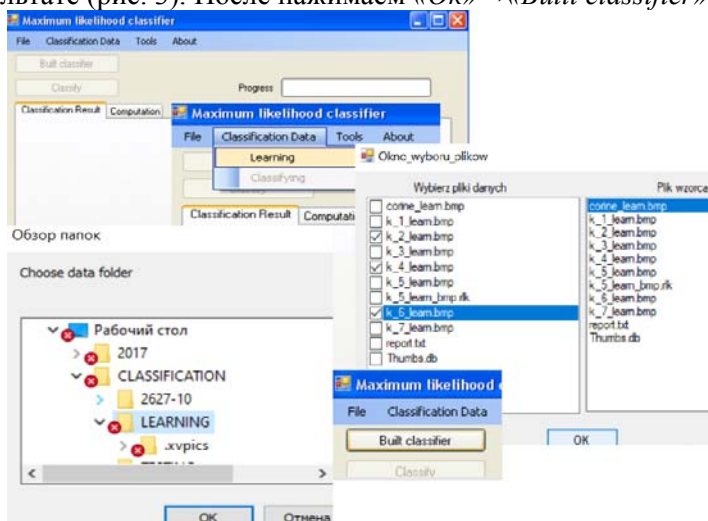 льтате (рис. 3). После нажимаем «Ok» → «Built classifier»
Maximum likelihood classifier
File Classification Data Tools About
Built classifier
Classify
Progress
Classification Result Computation
Maximum likelihood classifier
File Classification Data Tools About
Learning
Classifying
Classification Result Computati
Okno_wyboru_plikow
Wybierz pliki danych
Plik wzorca
corine_learn.bmp
k_1_learn.bmp
k_2_learn.bmp
k_3_learn.bmp
k_4_learn.bmp
k_5_learn.bmp
k_5_learn_bmp.rlk
k_6_learn.bmp
k_7_learn.bmp
report.txt
Thumbs.db
corine_learn.bmp
k_1_learn.bmp
k_2_learn.bmp
k_3_learn.bmp
k_4_learn.bmp
k_5_learn.bmp
k_5_learn_bmp.rlk
k_6_learn.bmp
k_7_learn.bmp
report.txt
Thumbs.db
OK
Обзор папок
Choose data folder
Рабочий стол
2017
CLASSIFICATION
2627-10
LEARNING
.xvpics
OK Отмена
Maximum likelihood
File Classification Data
Built classifier
Classify